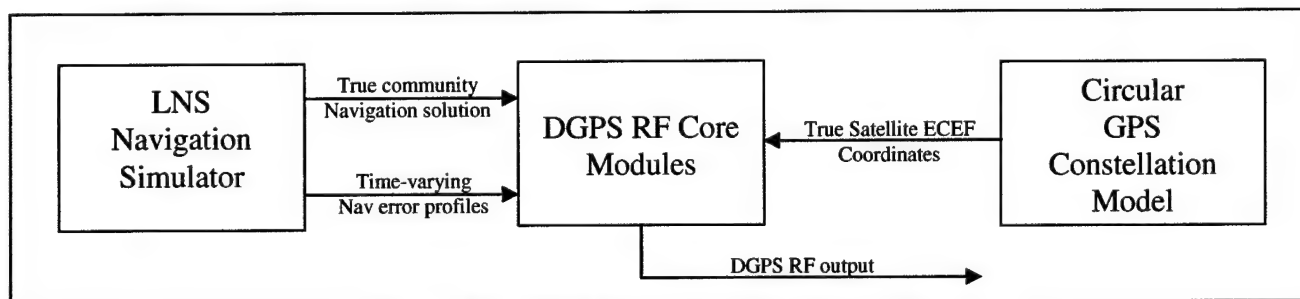 LNS
Navigation
Simulator
True community
Navigation solution
Time-varying
Nav error profiles
DGPS RF Core
Modules
True Satellite ECEF
Coordinates
Circular
GPS
Constellation
Model
DGPS RF output